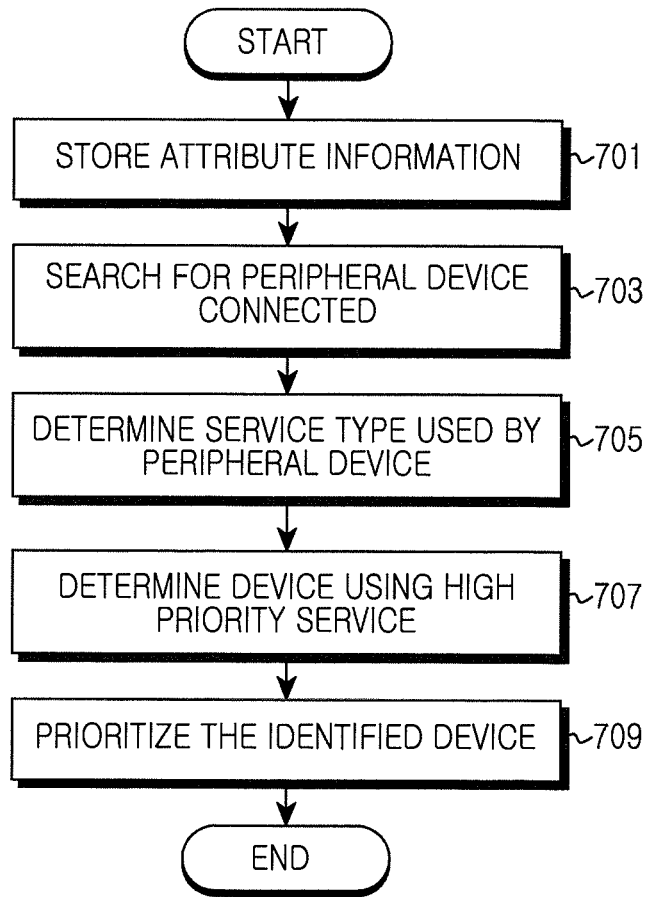 START
STORE ATTRIBUTE INFORMATION
701
SEARCH FOR PERIPHERAL DEVICE
CONNECTED
703
DETERMINE SERVICE TYPE USED BY
PERIPHERAL DEVICE
705
DETERMINE DEVICE USING HIGH
PRIORITY SERVICE
707
PRIORITIZE THE IDENTIFIED DEVICE
709
END